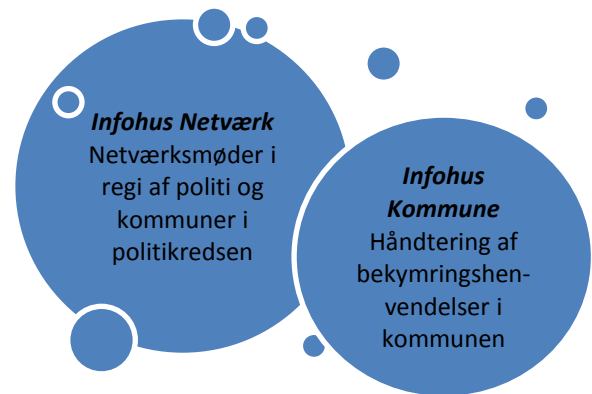 Infohus Netværk
Netværksmøder i
regi af politi og
kommuner i
politikredsen
Infohus
Kommune
Håndtering af
bekymringshen-
vendelser i
kommunen